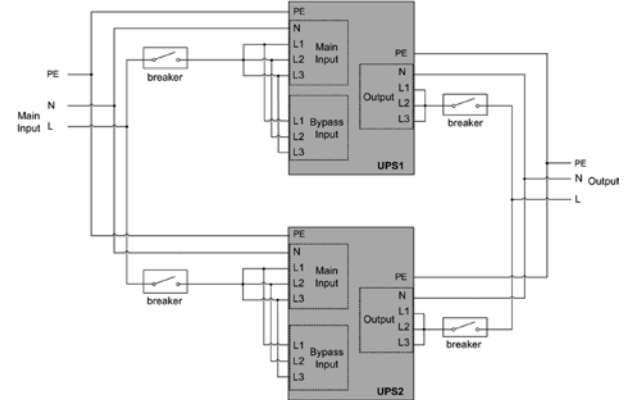 PE
N
Main
Input
L
breaker
PE
N
L1
L2
L3
Main
Input
L1
L2
L3
Bypass
Input
PE
N
L1
L2
L3
Output
UPS1
breaker
PE
N
L
Output
breaker
PE
N
L1
L2
L3
Main
Input
L1
L2
L3
Bypass
Input
PE
N
L1
L2
L3
Output
UPS2
breaker